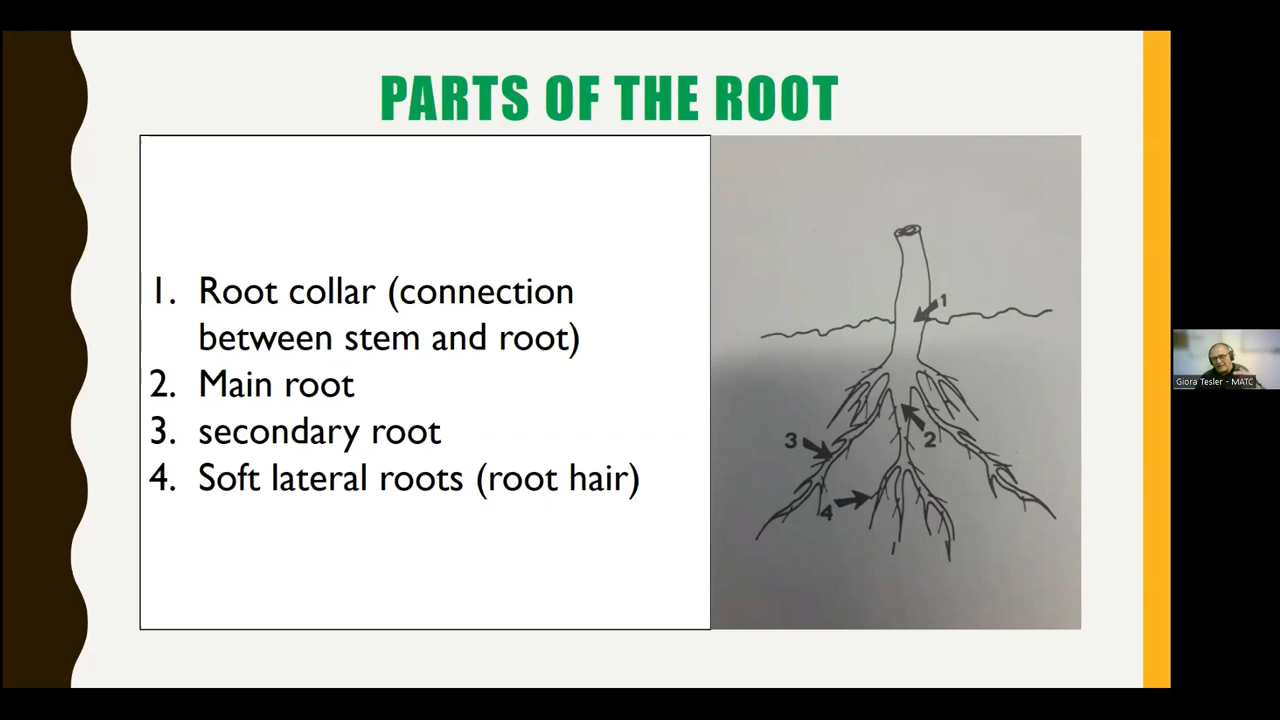 PARTS OF THE ROOT
1. Root collar (connection
between stem and root)
2. Main root
3. secondary root
4. Soft lateral roots (root hair)
1
2
3
4
Giora Tesler - MATC